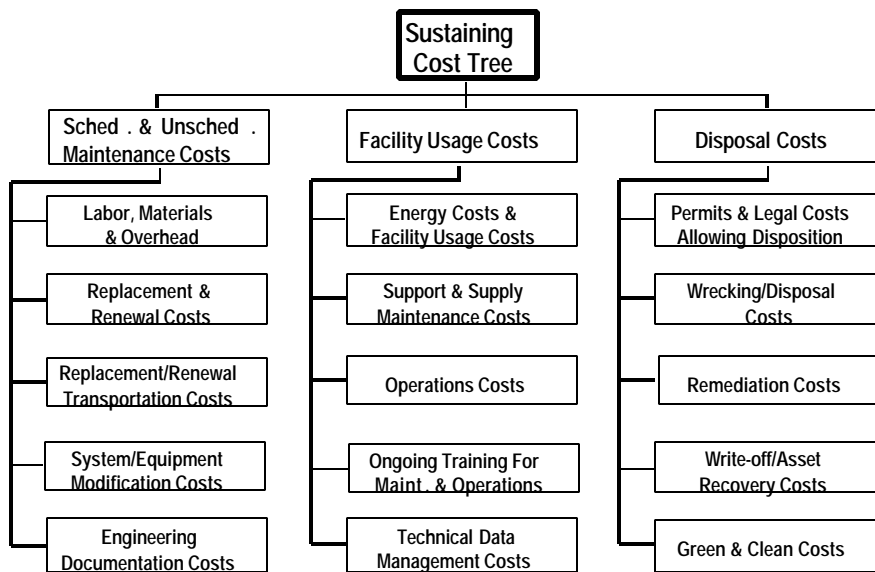 Sustaining
Cost Tree
Sched . & Unsched .
Maintenance Costs
Facility Usage Costs
Disposal Costs
Labor, Materials
& Overhead
Energy Costs &
Facility Usage Costs
Permits & Legal Costs
Allowing Disposition
Replacement &
Renewal Costs
Support & Supply
Maintenance Costs
Wrecking/Disposal
Costs
Replacement/Renewal
Transportation Costs
Operations Costs
Remediation Costs
System/Equipment
Modification Costs
Ongoing Training For
Maint . & Operations
Write-off/Asset
Recovery Costs
Engineering
Documentation Costs
Technical Data
Management Costs
Green & Clean Costs